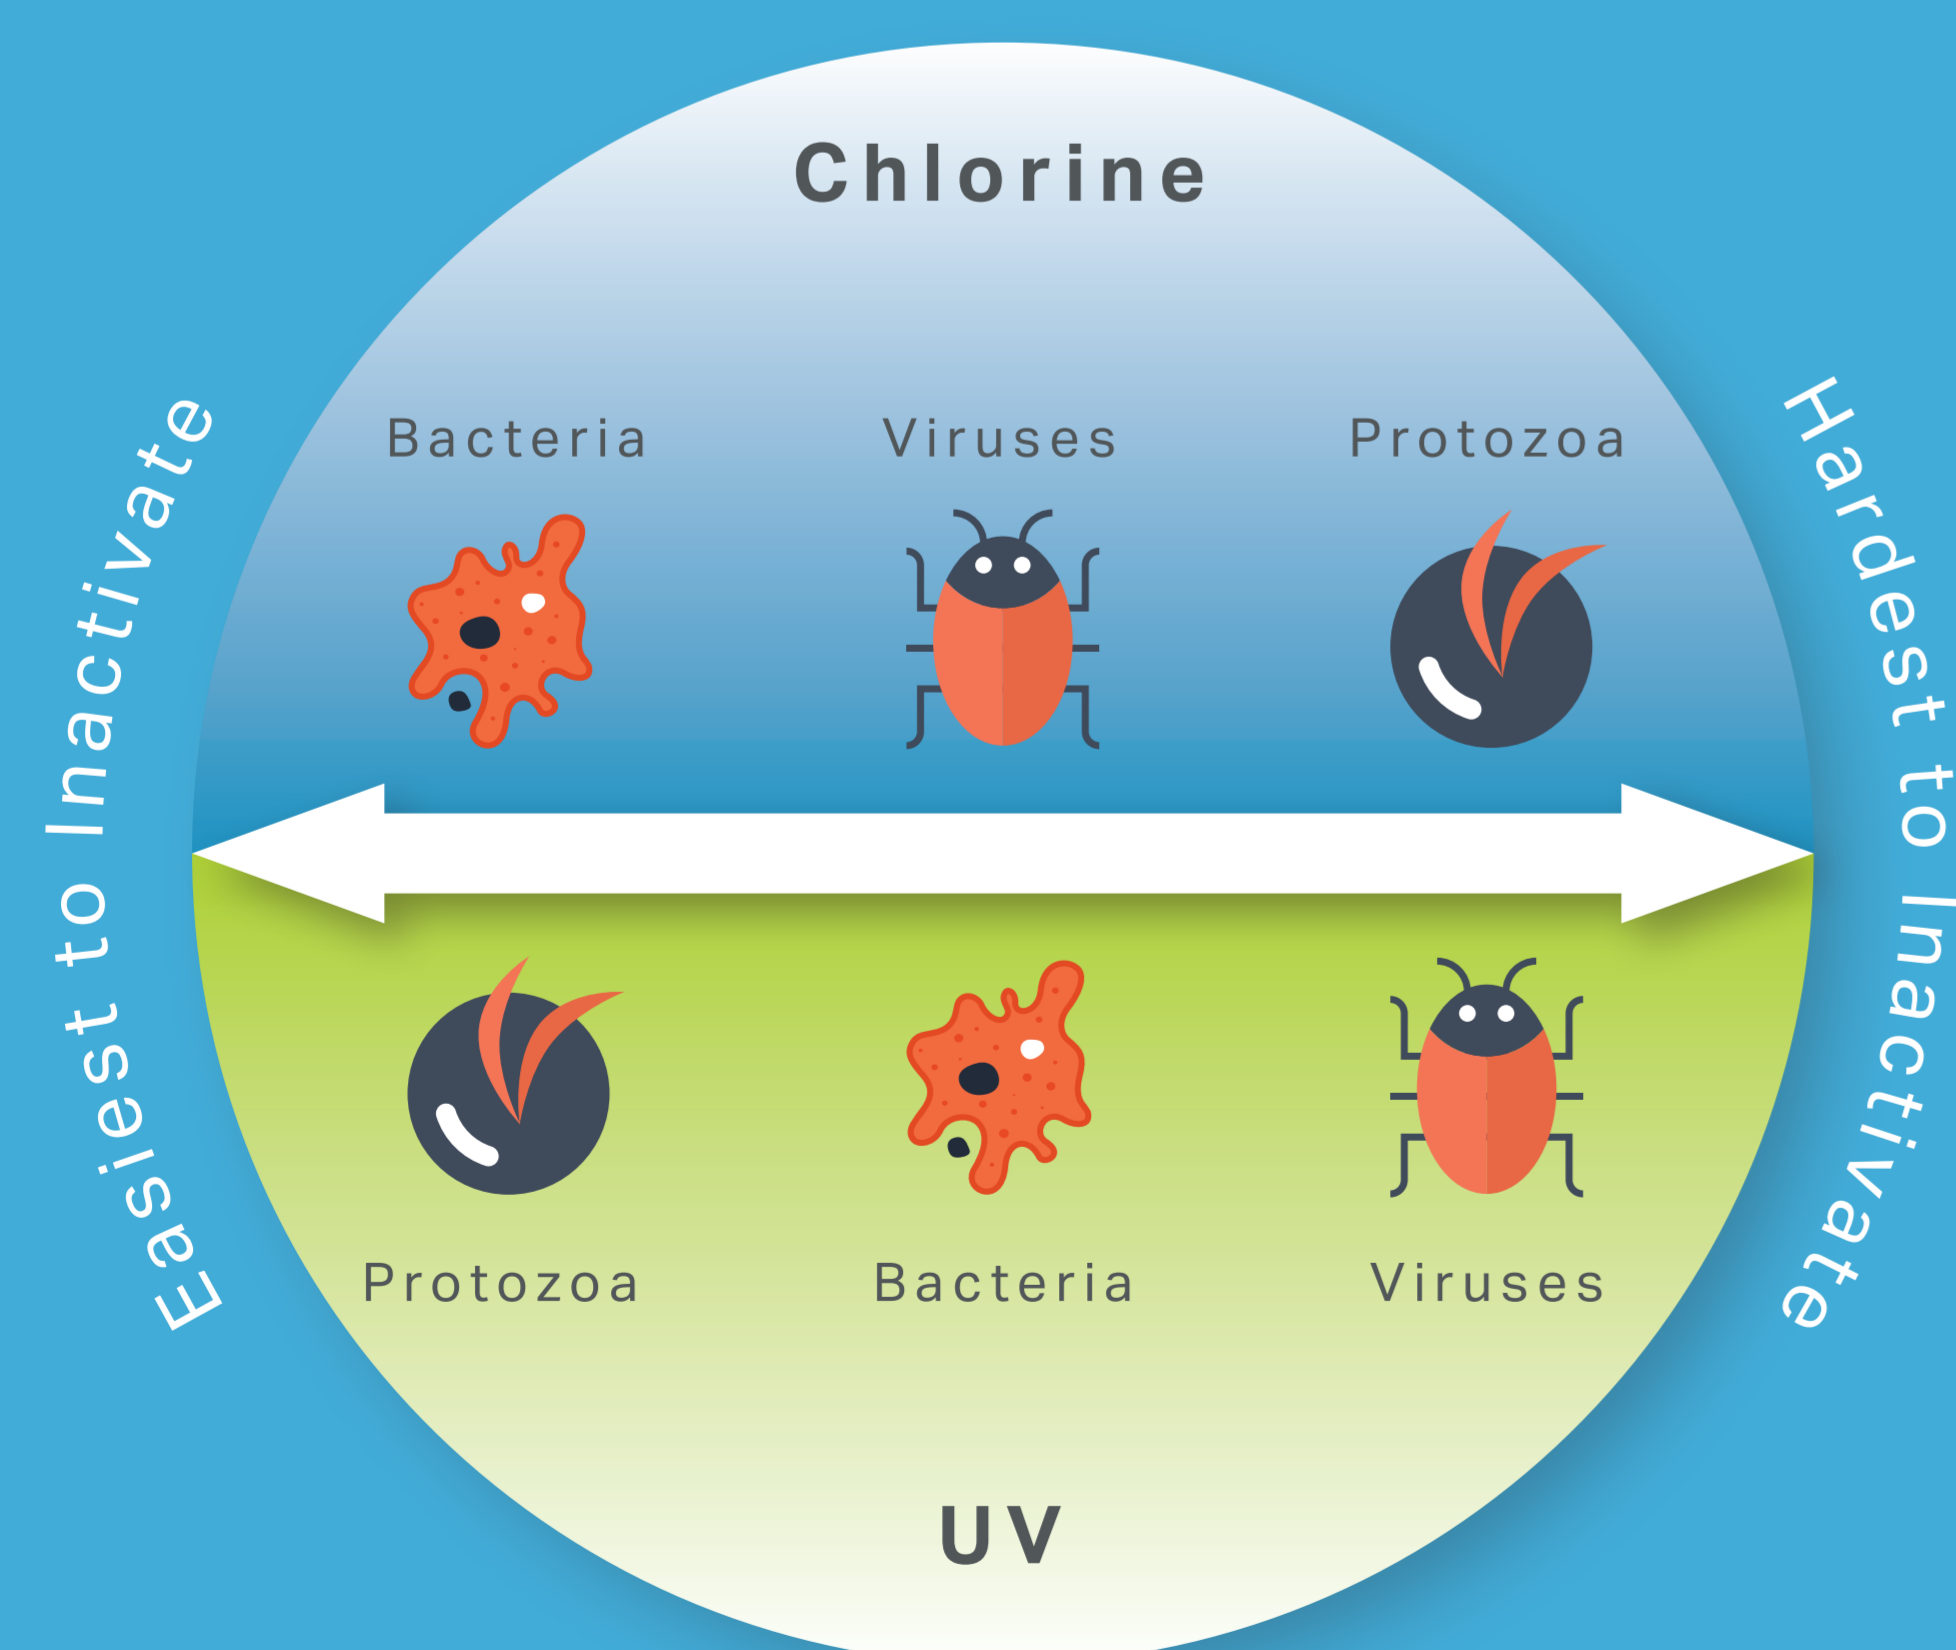 Chlorine
Bacteria Viruses Protozoa
Easiest to Inactivate
Hardest to Inactivate
Protozoa Bacteria Viruses
UV